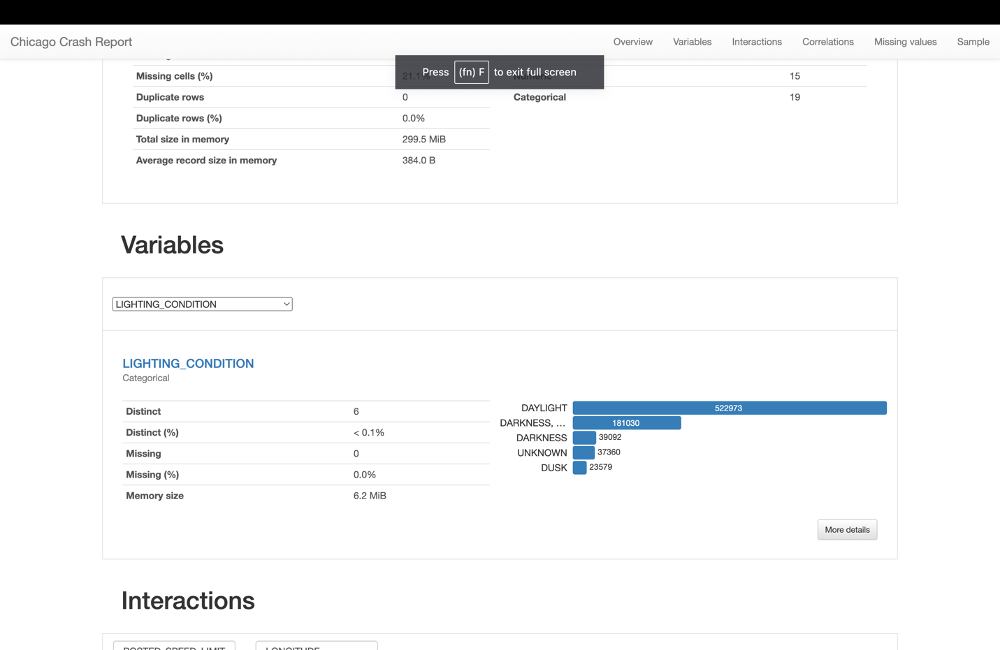 Chicago Crash Report
Overview Variables Interactions Correlations Missing values Sample
Press (fn) F to exit full screen
Missing cells (%) 21.1% Numeric 15
Duplicate rows 0 Categorical 19
Duplicate rows (%) 0.0%
Total size in memory 299.5 MiB
Average record size in memory 384.0 B
Variables
LIGHTING_CONDITION
LIGHTING_CONDITION
Categorical
Distinct 6
Distinct (%) < 0.1%
Missing 0
Missing (%) 0.0%
Memory size 6.2 MiB
DAYLIGHT 522973
DARKNESS, ... 181030
DARKNESS 39092
UNKNOWN 37360
DUSK 23579
More details
Interactions
POSTED_SPEED_LIMIT LONGITUDE